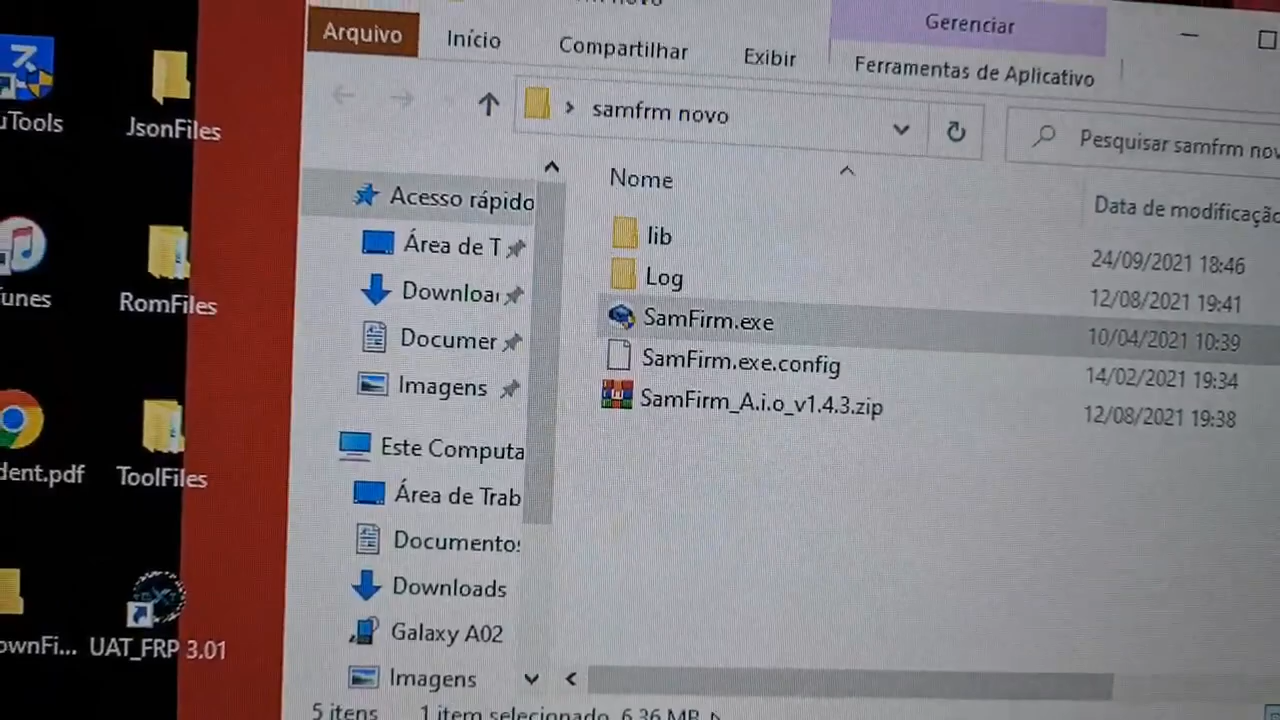 Arquivo
Início
Compartilhar
Exibir
Gerenciar
Ferramentas de Aplicativo
samfrm novo
Pesquisar samfrm nov
Nome
Data de modificação
Acesso rápido
Área de T
Downloa
Documer
Imagens
Este Computa
Área de Trab
Documentos
Downloads
Galaxy A02
Imagens
lib
24/09/2021 18:46
Log
12/08/2021 19:41
SamFirm.exe
10/04/2021 10:39
SamFirm.exe.config
14/02/2021 19:34
SamFirm_A.i.o_v1.4.3.zip
12/08/2021 19:38
5 itens
1 item selecionado 6,36 MB
uTools
JsonFiles
Tunes
RomFiles
dent.pdf
ToolFiles
ownFi...
UAT_FRP 3.01